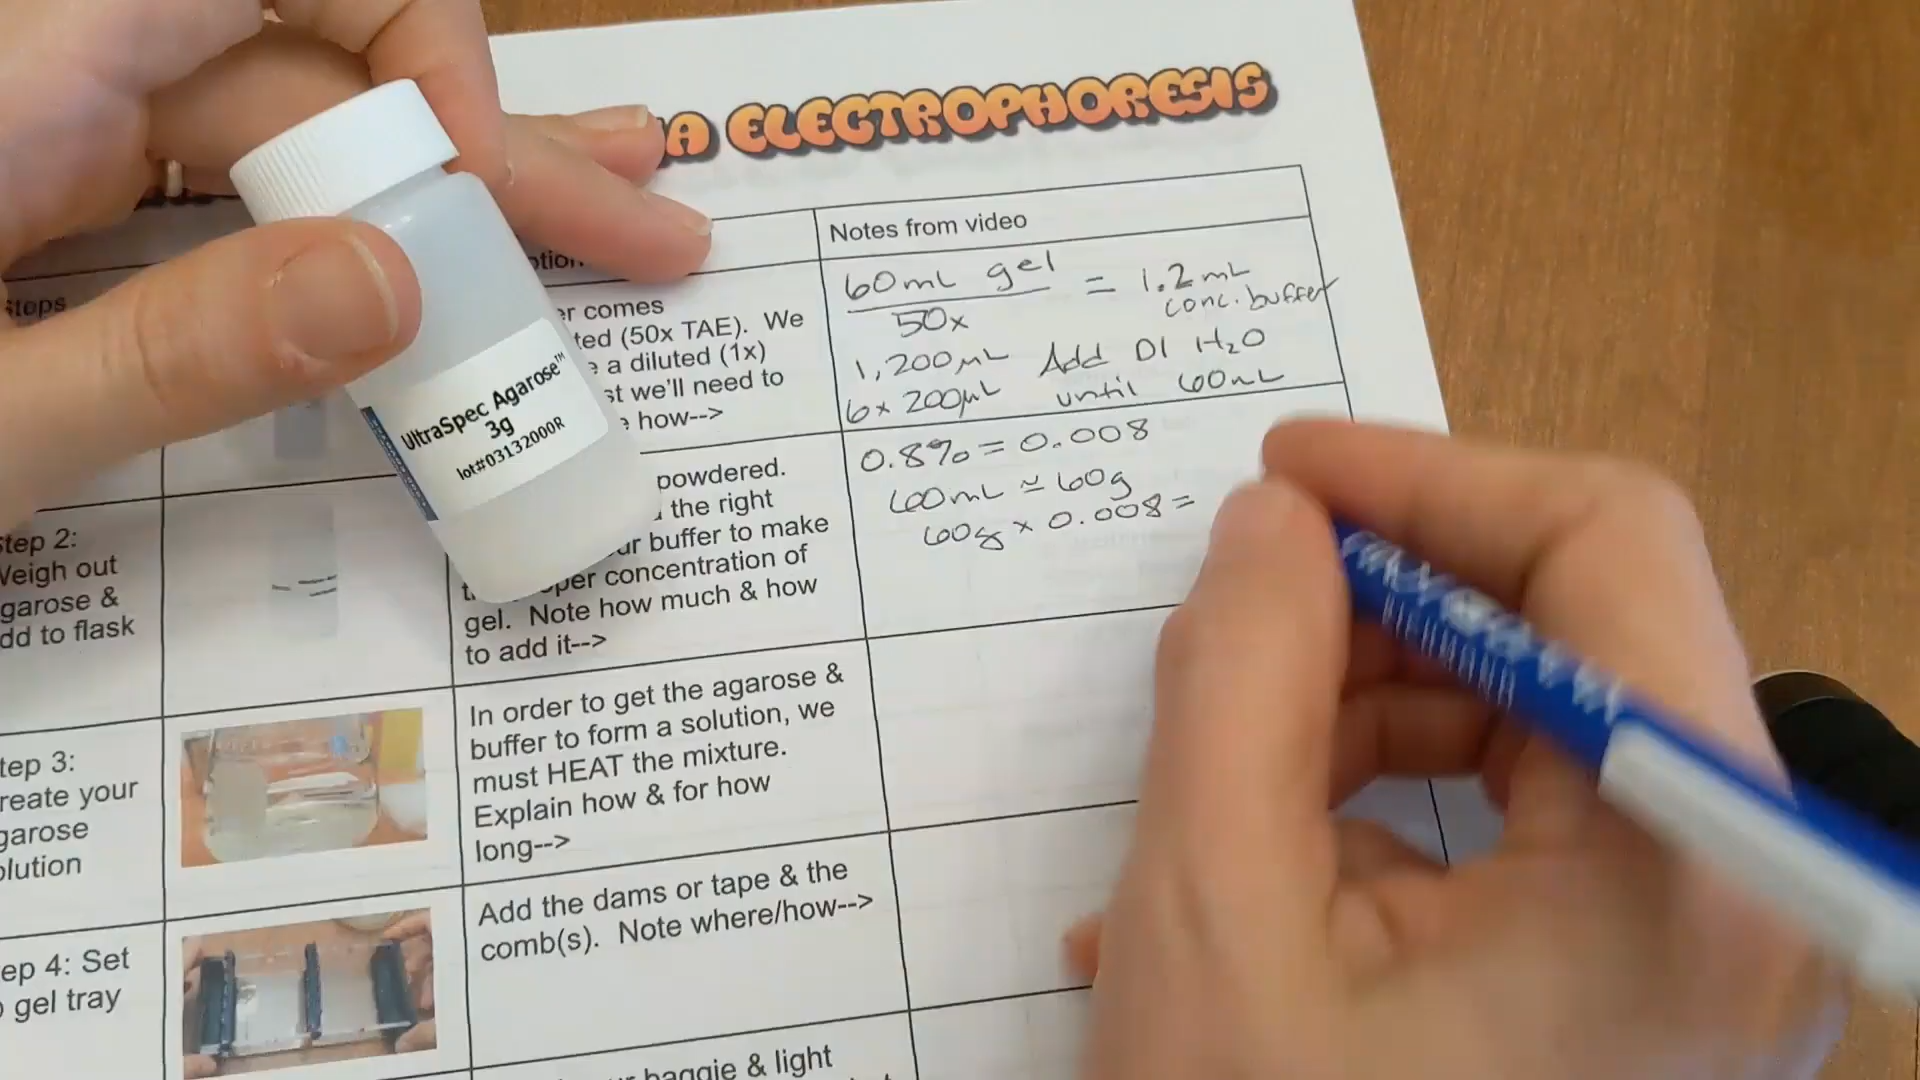 ELECTROPHORESIS
Steps
Notes from video
60mL gel
50x
= 1.2mL
conc. buffer
1,200µL
6x 200µL
Add DI H2O
until 60mL
er comes
ted (50x TAE). We
a diluted (1x)
we'll need to
how-->
UltraSpec Agarose™
3g
lot#03132000R
Step 2:
Weigh out
agarose &
add to flask
powdered.
the right
ur buffer to make
per concentration of
gel. Note how much & how
to add it-->
0.8% = 0.008
60mL ≃ 60g
60g x 0.008 =
Step 3:
reate your
garose
olution
In order to get the agarose &
buffer to form a solution, we
must HEAT the mixture.
Explain how & for how
long-->
ep 4: Set
gel tray
Add the dams or tape & the
comb(s). Note where/how-->
baggie & light